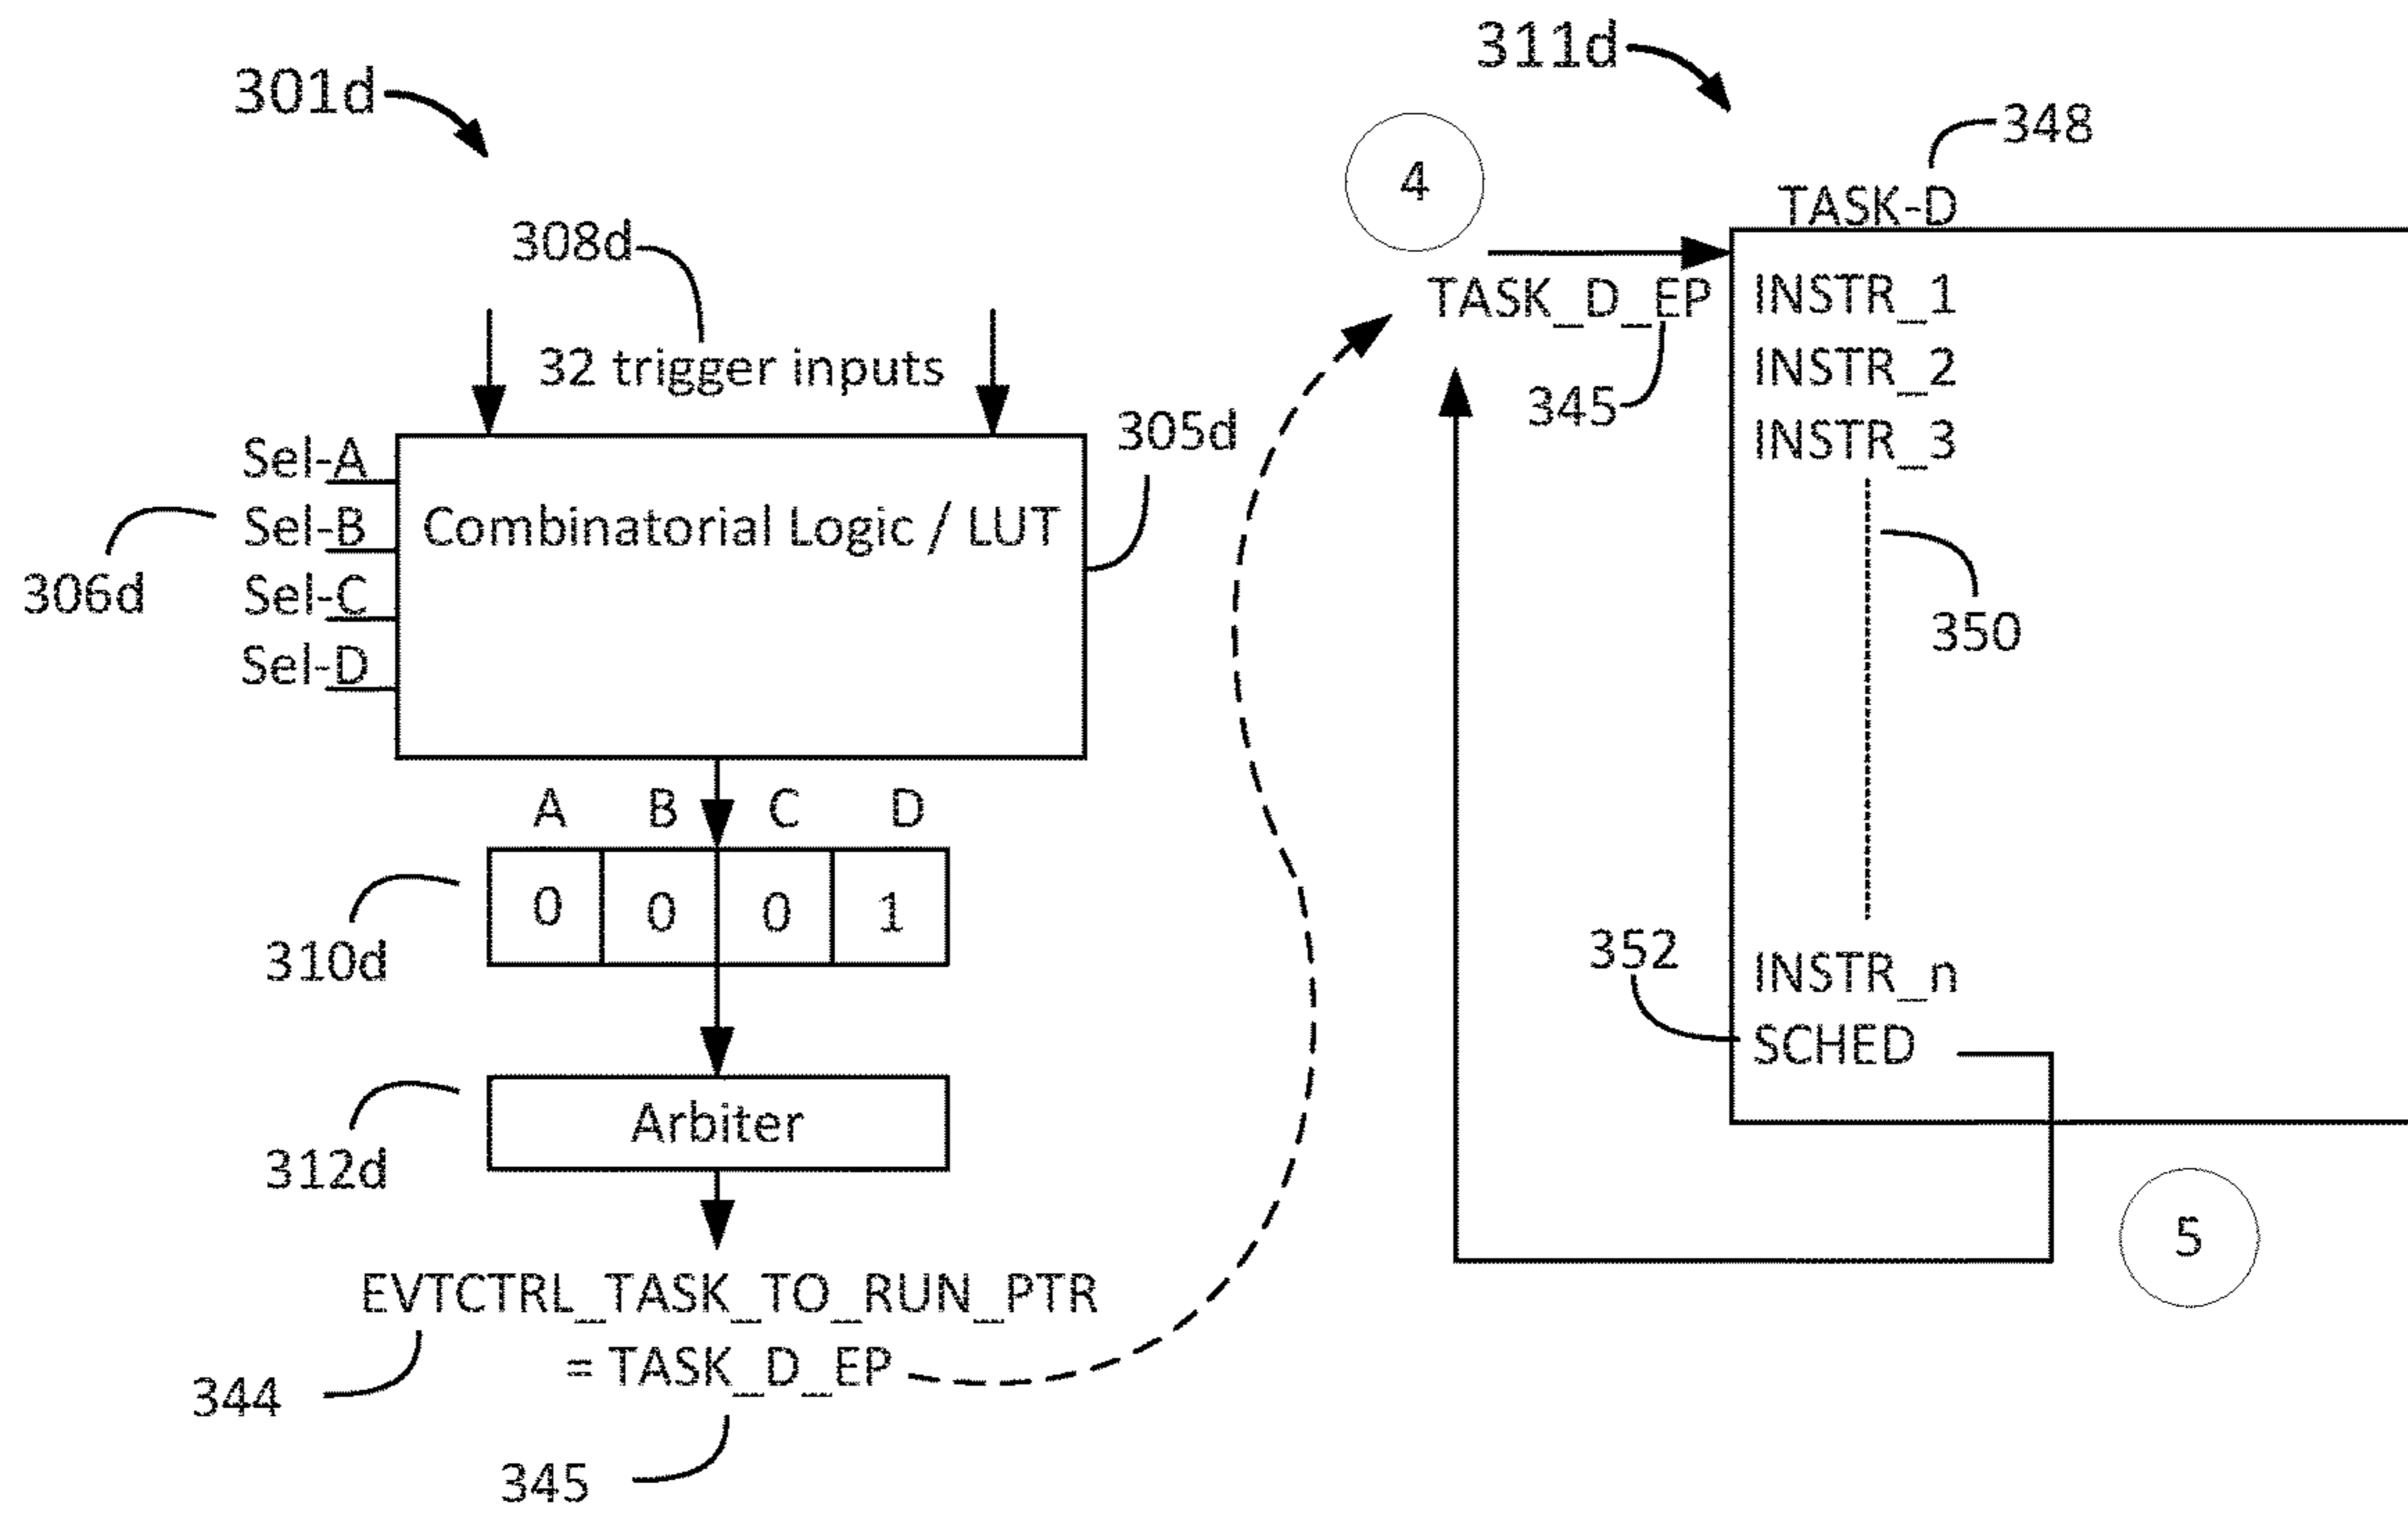 301d
308d
32 trigger inputs
305d
Sel-A
Sel-B
Sel-C
Sel-D
306d
Combinatorial Logic / LUT
A B C D
0 0 0 1
310d
Arbiter
312d
EVTCTRL_TASK_TO_RUN_PTR
= TASK_D_EP
344
345
311d
348
4
TASK-D
TASK_D_EP
345
INSTR_1
INSTR_2
INSTR_3
350
352
INSTR_n
SCHED
5